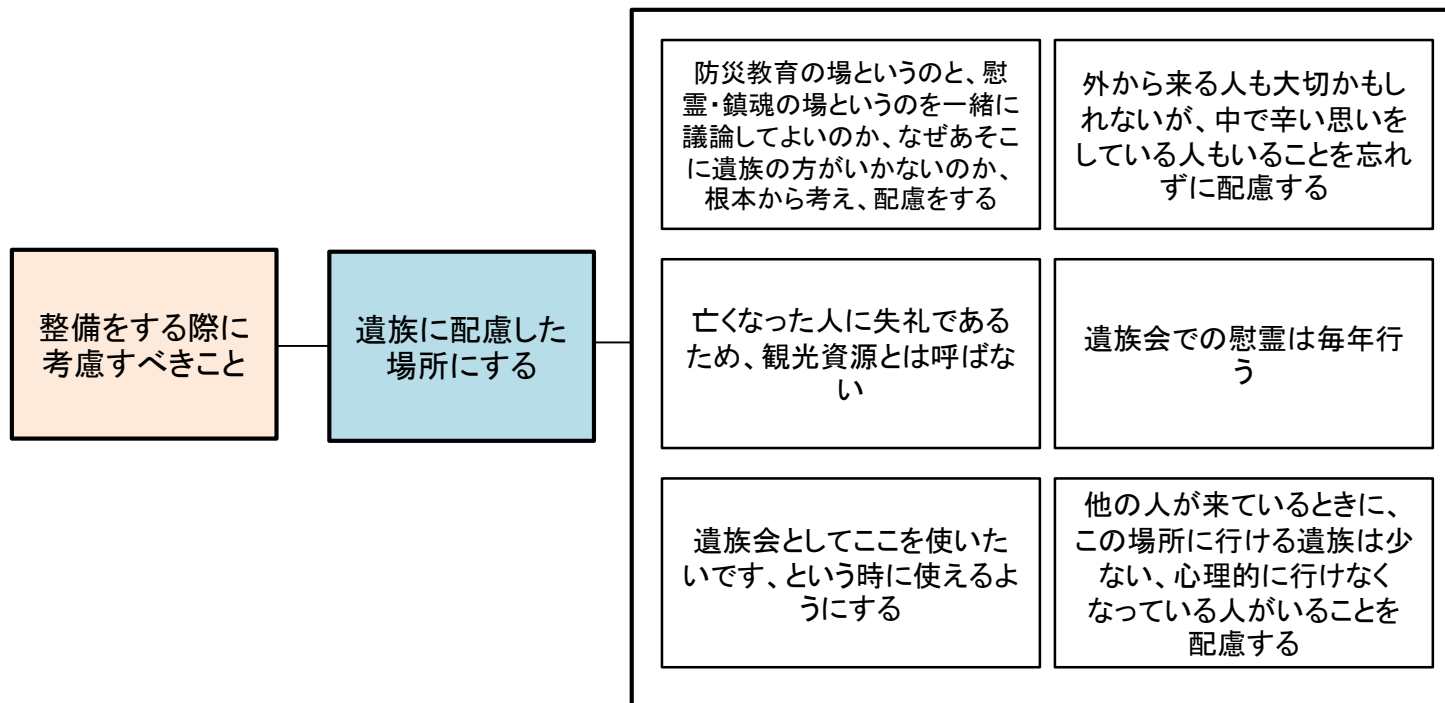 整備をする際に
考慮すべきこと
遺族に配慮した
場所にする
防災教育の場というのと、慰
霊・鎮魂の場というのを一緒に
議論してよいのか、なぜあそこ
に遺族の方がいかないのか、
根本から考え、配慮をする
外から来る人も大切かもし
れないが、中で辛い思いを
している人もいることを忘れ
ずに配慮する
亡くなった人に失礼である
ため、観光資源とは呼ばな
い
遺族会での慰霊は毎年行
う
遺族会としてここを使いた
いです、という時に使えるよ
うにする
他の人が来ているときに、
この場所に行ける遺族は少
ない、心理的に行けなく
なっている人がいることを
配慮する